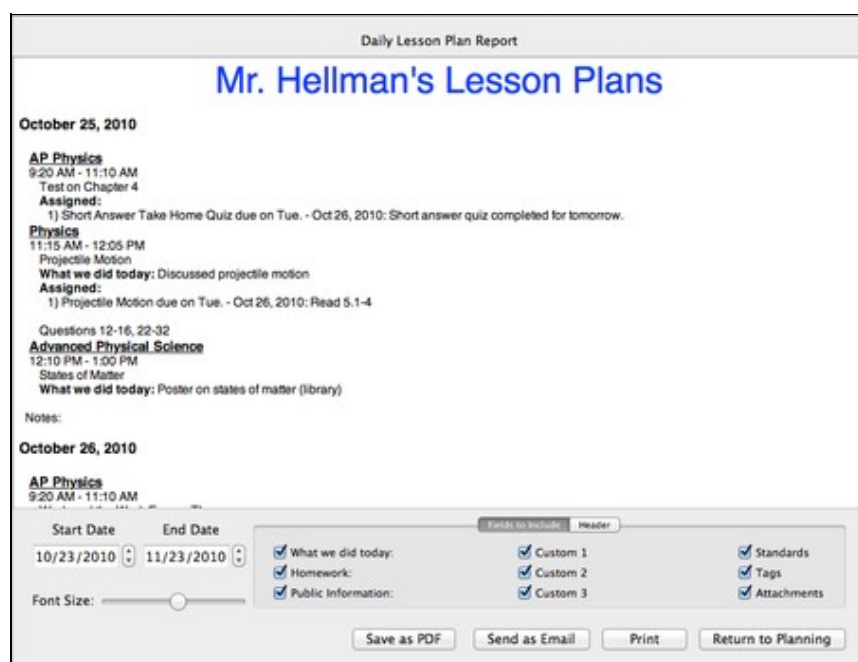 Daily Lesson Plan Report
Mr. Hellman's Lesson Plans
October 25, 2010
AP Physics
9:20 AM - 11:10 AM
Test on Chapter 4
Assigned:
1) Short Answer Take Home Quiz due on Tue. - Oct 26, 2010: Short answer quiz completed for tomorrow.
Physics
11:15 AM - 12:05 PM
Projectile Motion
What we did today: Discussed projectile motion
Assigned:
1) Projectile Motion due on Tue. - Oct 26, 2010: Read 5.1-4
Questions 12-16, 22-32
Advanced Physical Science
12:10 PM - 1:00 PM
States of Matter
What we did today: Poster on states of matter (library)
Notes:
October 26, 2010
AP Physics
9:20 AM - 11:10 AM
Start Date End Date
10/23/2010 11/23/2010
Font Size:
Fields to Include Header
What we did today: Custom 1 Standards
Homework: Custom 2 Tags
Public Information: Custom 3 Attachments
Save as PDF Send as Email Print Return to Planning